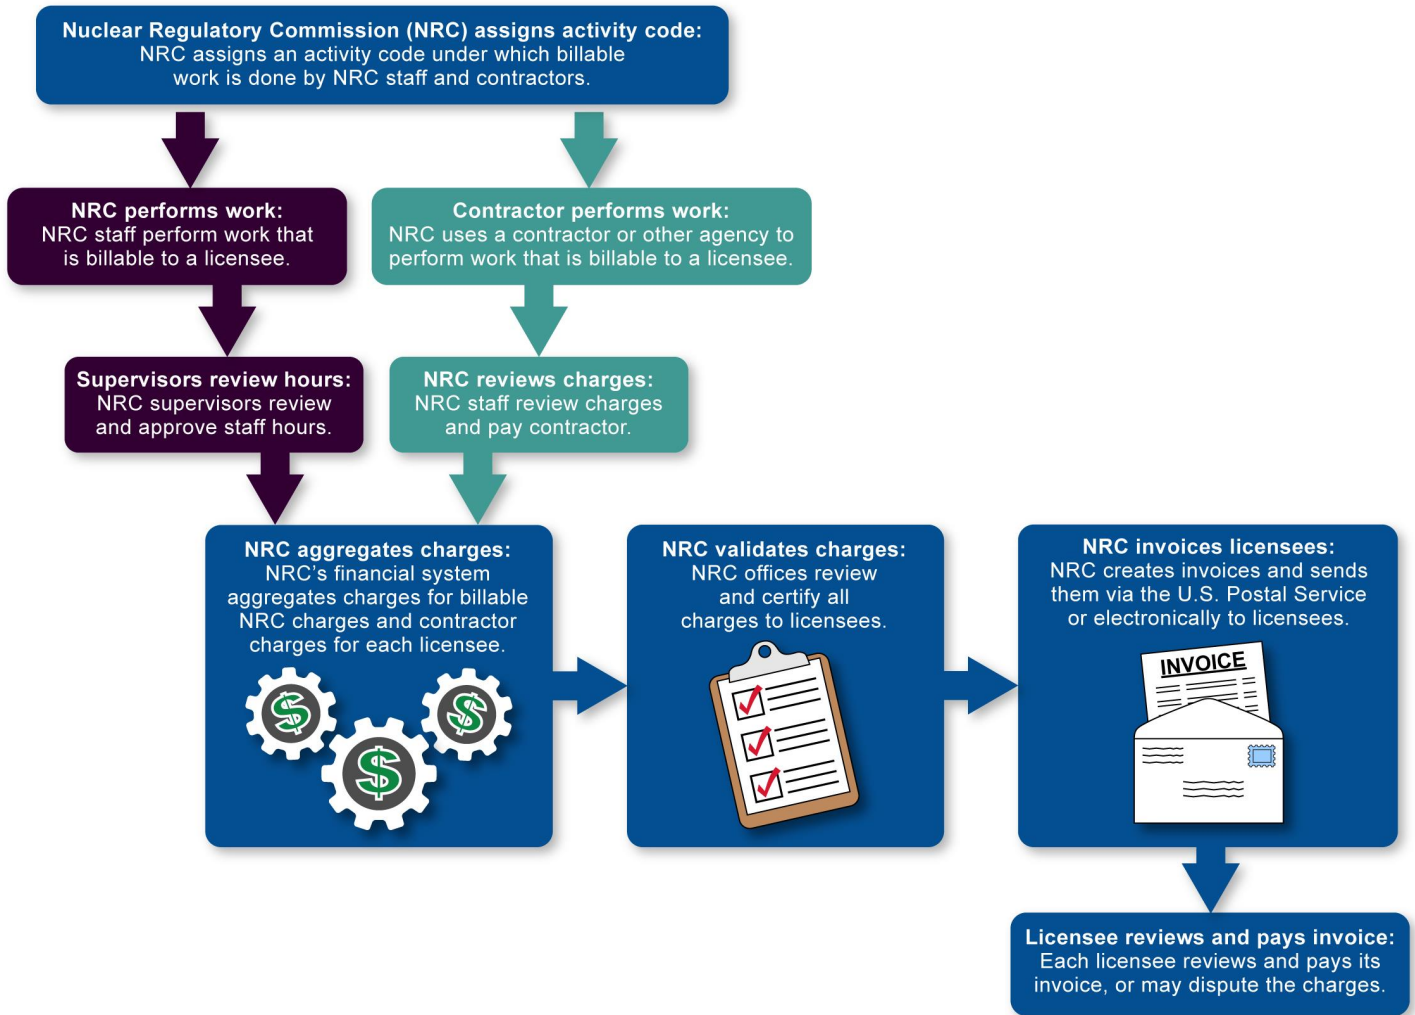 Nuclear Regulatory Commission (NRC) assigns activity code:
NRC assigns an activity code under which billable
work is done by NRC staff and contractors.
NRC performs work:
NRC staff perform work that
is billable to a licensee.
Contractor performs work:
NRC uses a contractor or other agency to
perform work that is billable to a licensee.
Supervisors review hours:
NRC supervisors review
and approve staff hours.
NRC reviews charges:
NRC staff review charges
and pay contractor.
NRC aggregates charges:
NRC’s financial system
aggregates charges for billable
NRC charges and contractor
charges for each licensee.
$
$
$
NRC validates charges:
NRC offices review
and certify all
charges to licensees.
NRC invoices licensees:
NRC creates invoices and sends
them via the U.S. Postal Service
or electronically to licensees.
INVOICE
Licensee reviews and pays invoice:
Each licensee reviews and pays its
invoice, or may dispute the charges.